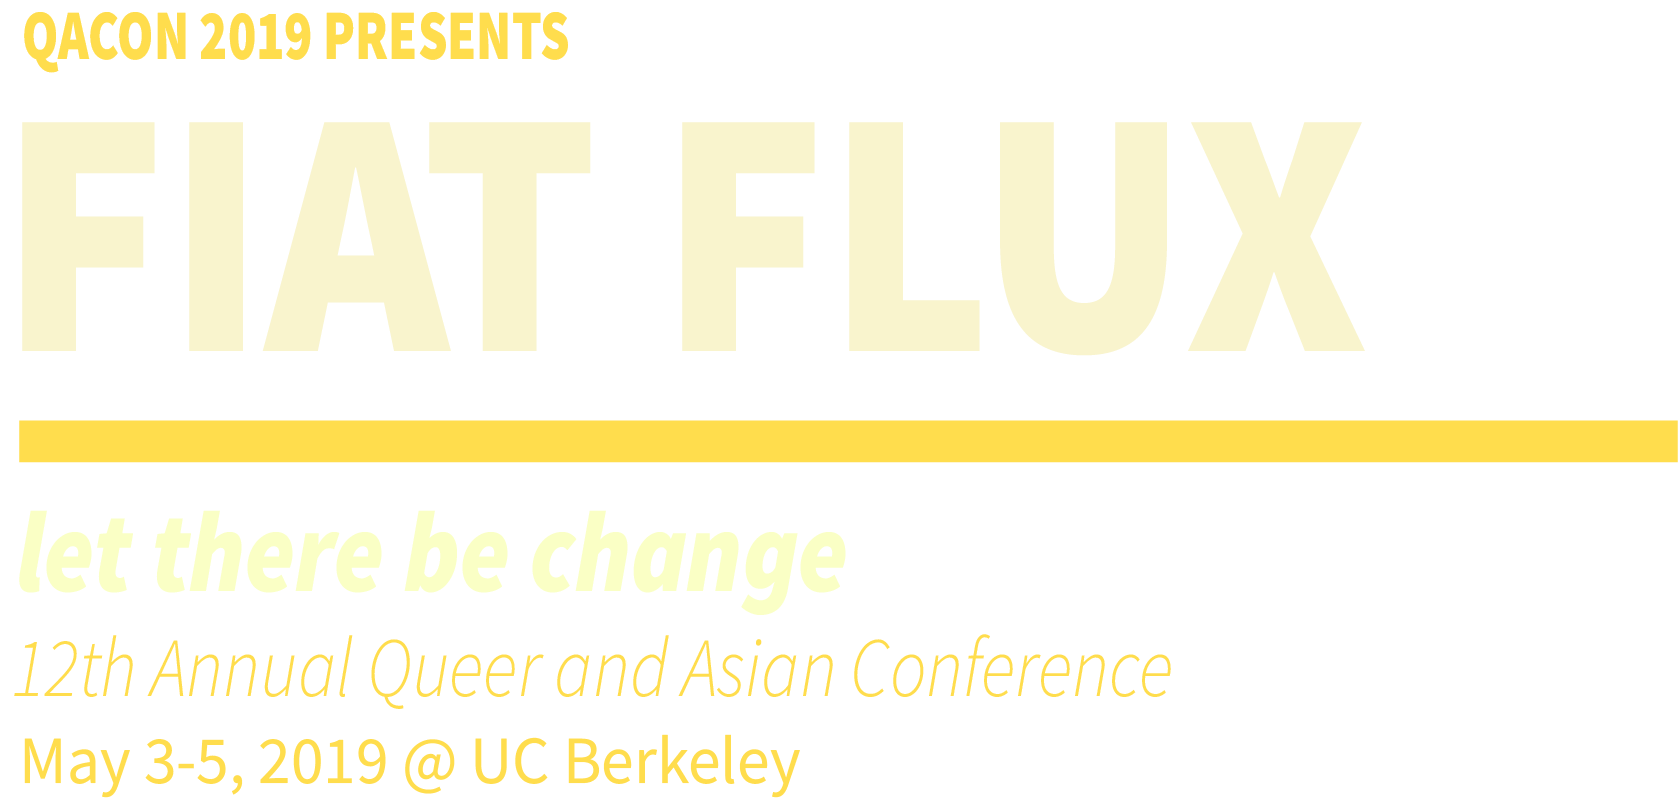 QACON 2019 PRESENTS
FIAT FLUX
let there be change
12th Annual Queer and Asian Conference
May 3-5, 2019 @ UC Berkeley